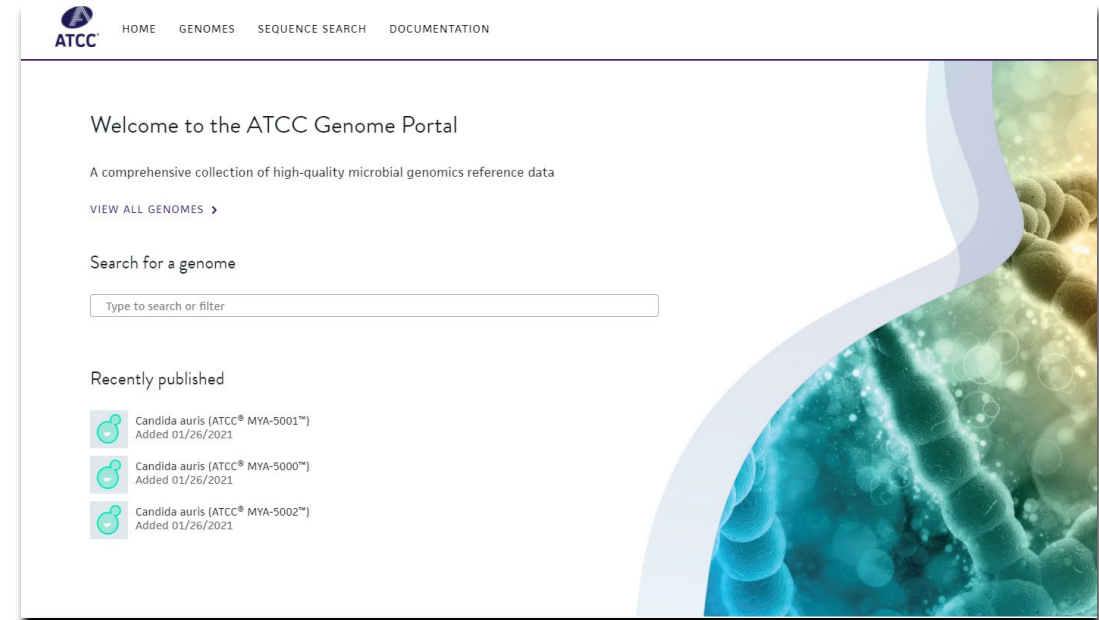 ATCC®
HOME GENOMES SEQUENCE SEARCH DOCUMENTATION
Welcome to the ATCC Genome Portal
A comprehensive collection of high-quality microbial genomics reference data
VIEW ALL GENOMES >
Search for a genome
Type to search or filter
Recently published
Candida auris (ATCC® MYA-5001™)
Added 01/26/2021
Candida auris (ATCC® MYA-5000™)
Added 01/26/2021
Candida auris (ATCC® MYA-5002™)
Added 01/26/2021